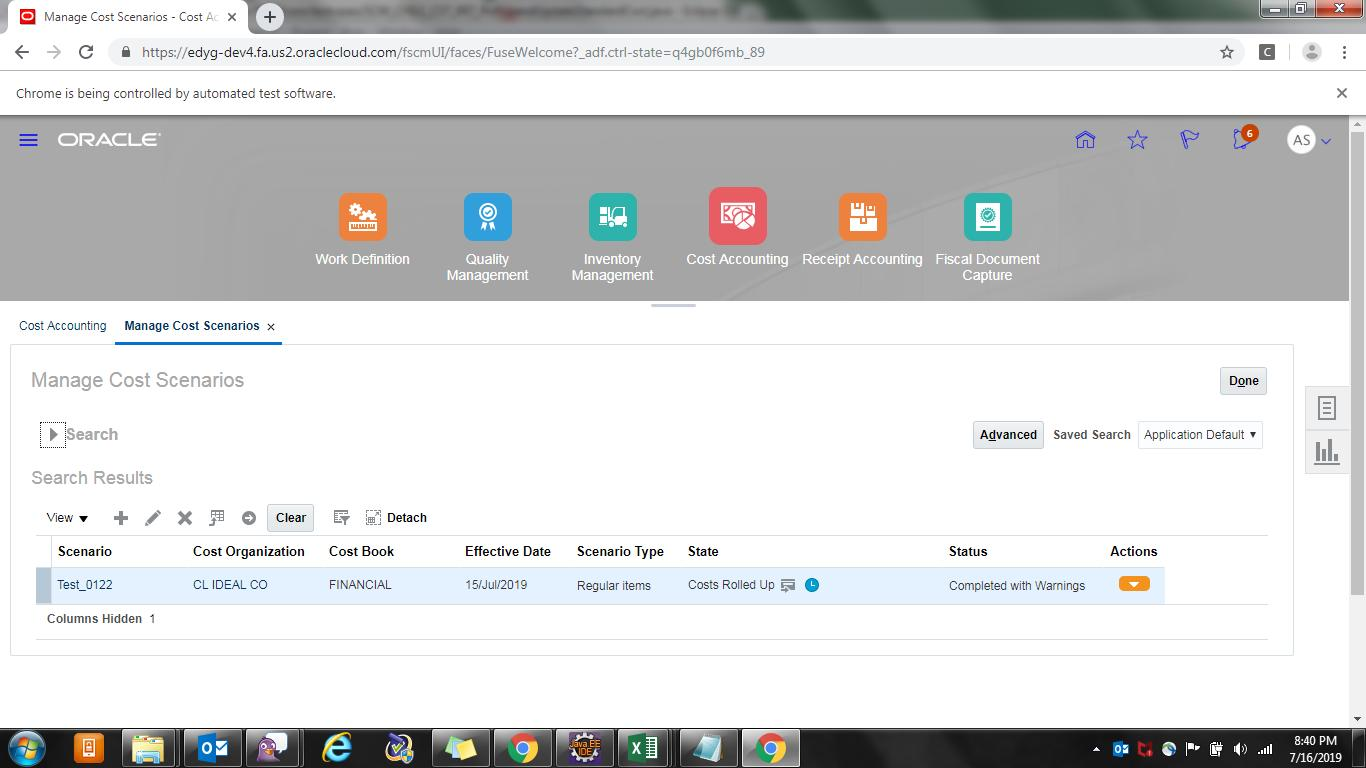 Manage Cost Scenarios - Cost Ac
https://edyg-dev4.fa.us2.oraclecloud.com/fscmUI/faces/FuseWelcome?_adf.ctrl-state=q4gb0f6mb_89
C
Chrome is being controlled by automated test software.
ORACLE
6
AS
Work Definition
Quality Management
Inventory Management
Cost Accounting
Receipt Accounting
Fiscal Document Capture
Cost Accounting Manage Cost Scenarios
Manage Cost Scenarios
Done
Search
Advanced Saved Search Application Default
Search Results
View Clear Detach
Scenario Cost Organization Cost Book Effective Date Scenario Type State Status Actions
Test_0122 CL IDEAL CO FINANCIAL 15/Jul/2019 Regular items Costs Rolled Up Completed with Warnings
Columns Hidden 1
Java EE
IDE
8:40 PM
7/16/2019